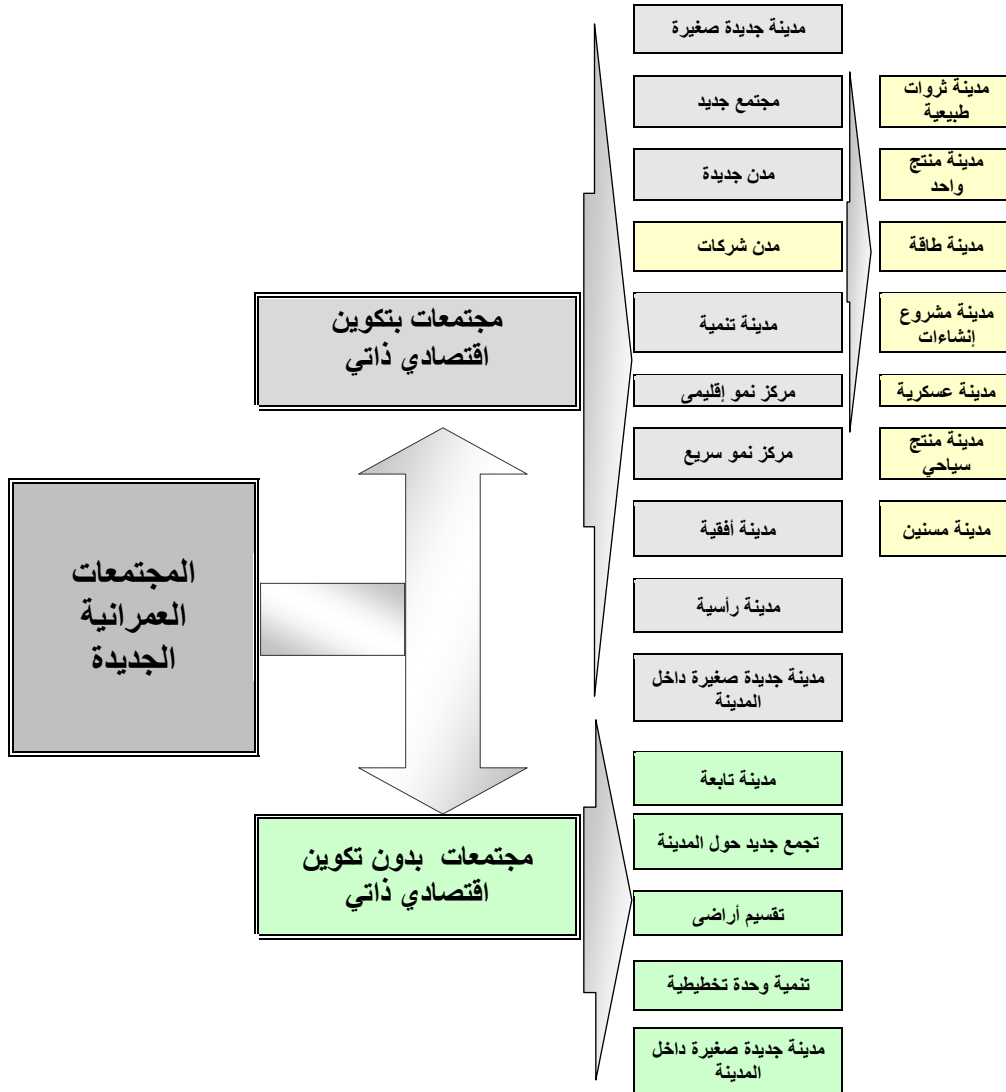 المجتمعات
العمرانية
الجديدة
مجتمعات بتكوين
اقتصادي ذاتي
مدينة جديدة صغيرة
مجتمع جديد
مدن جديدة
مدن شركات
مدينة تنمية
مركز نمو إقليمى
مركز نمو سريع
مدينة أفقية
مدينة رأسية
مدينة جديدة صغيرة داخل
المدينة
مدينة ثروات
طبيعية
مدينة منتج
واحد
مدينة طاقة
مدينة مشروع
إنشاءات
مدينة عسكرية
مدينة منتج
سياحي
مدينة مسنين
مجتمعات بدون تكوين
اقتصادي ذاتي
مدينة تابعة
تجمع جديد حول المدينة
تقسيم أراضى
تنمية وحدة تخطيطية
مدينة جديدة صغيرة داخل
المدينة